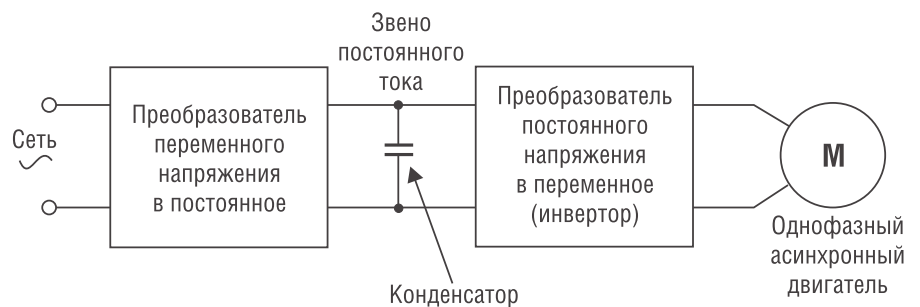 Звено
постоянного
тока
Сеть
Преобразователь
переменного
напряжения
в постоянное
Преобразователь
постоянного
напряжения
в переменное
(инвертор)
М
Однофазный
асинхронный
двигатель
Конденсатор